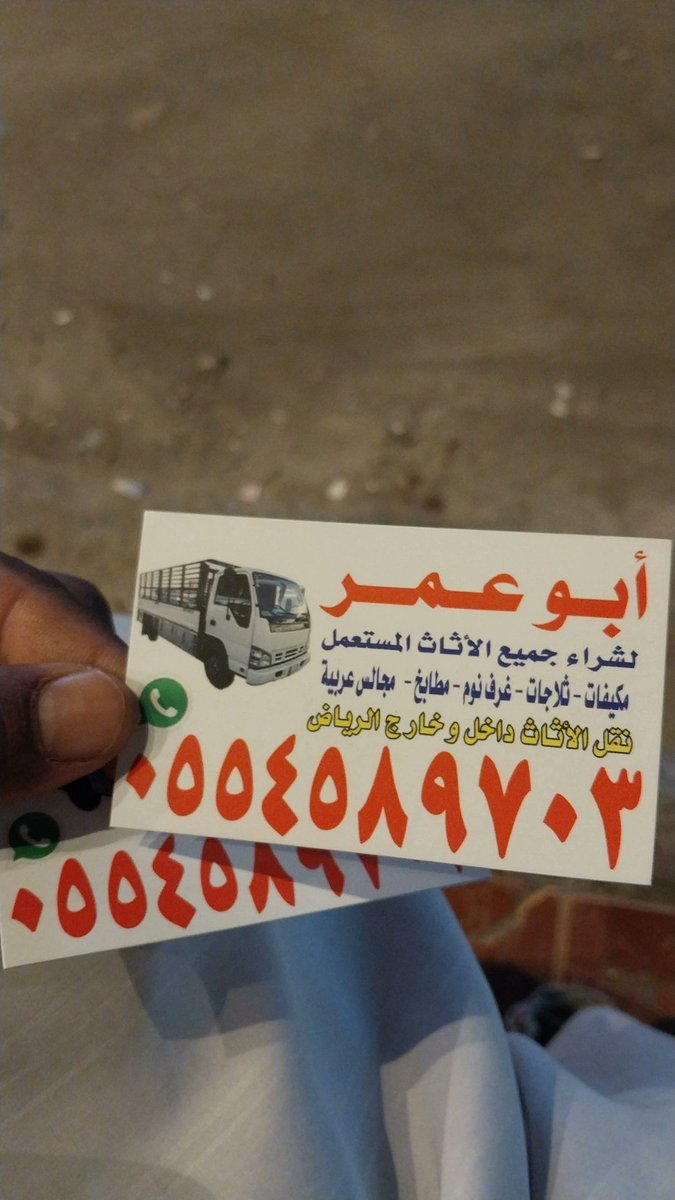 أبو عمر
لشراء جميع الأثاث المستعمل
مكيفات - ثلاجات - غرف نوم - مطابخ - مجالس عربية
نقل الأثاث داخل و خارج الرياض
٠٥٥٤٥٨٩٧٠٣
٠٥٥٤٥٨٩٧